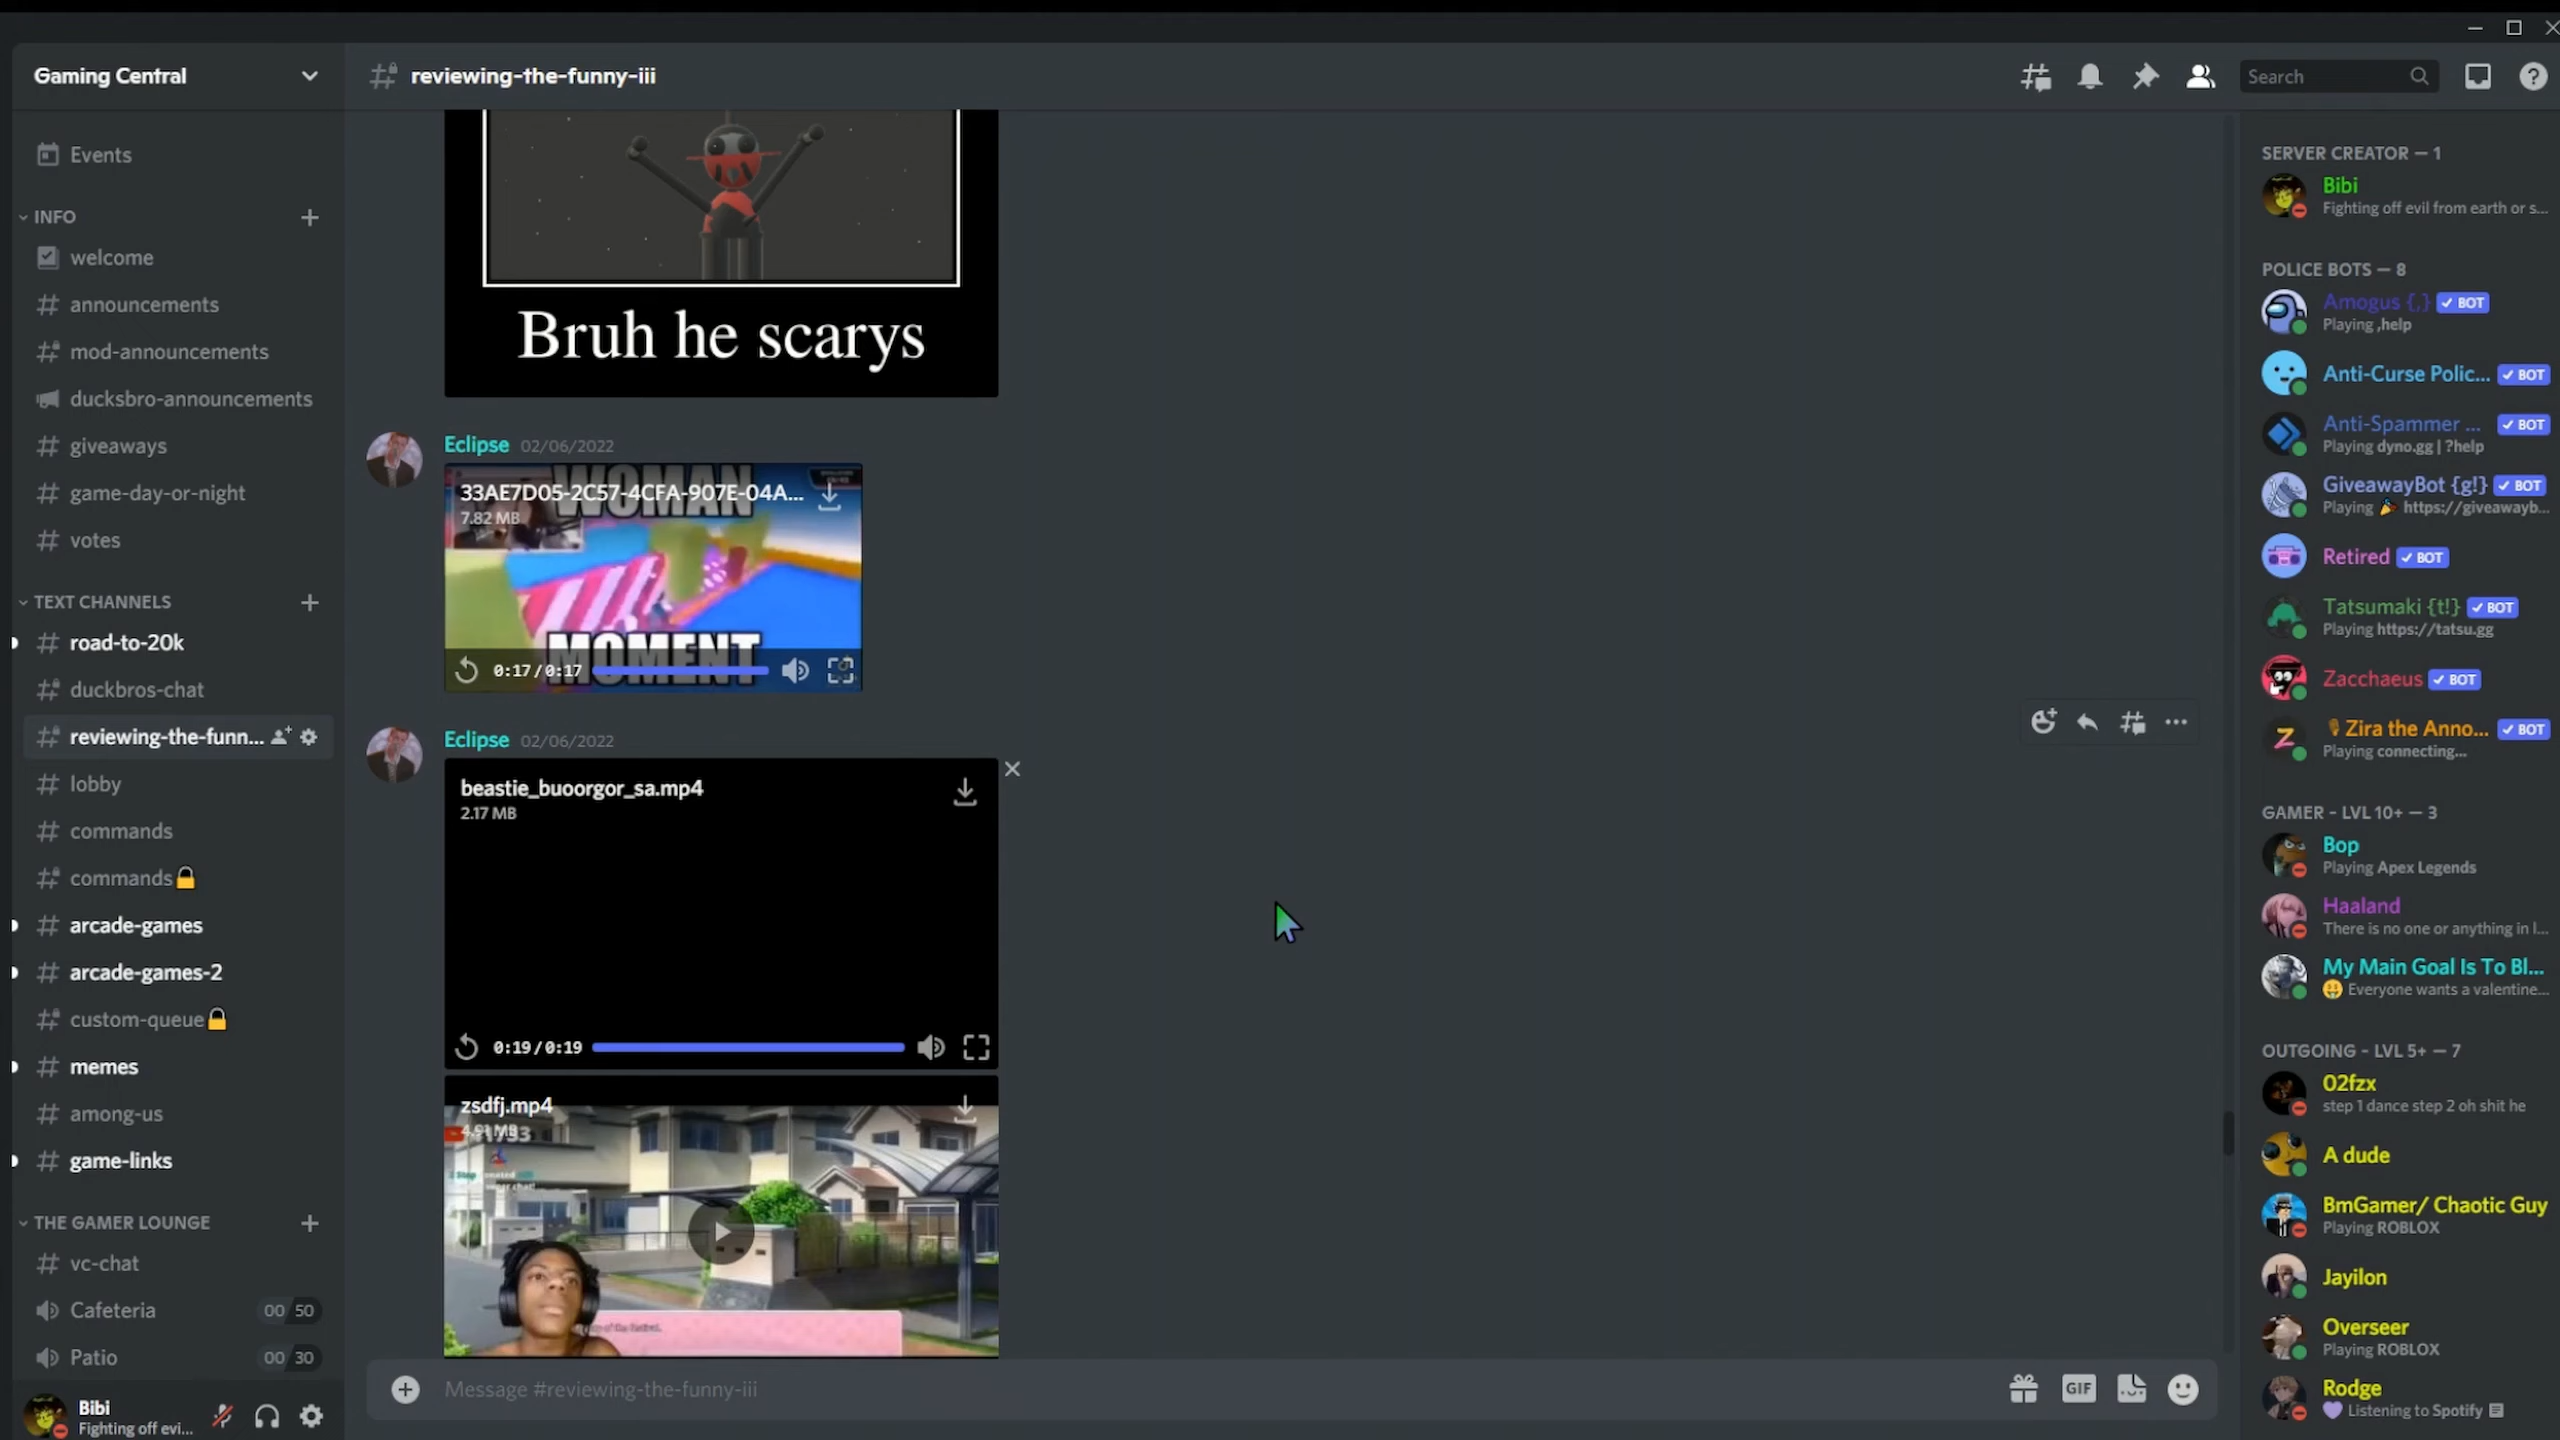 Gaming Central
Events
INFO
welcome
announcements
mod-announcements
ducksbro-announcements
giveaways
game-day-or-night
votes
TEXT CHANNELS
road-to-20k
duckbros-chat
reviewing-the-funn...
lobby
commands
commands🔒
arcade-games
arcade-games-2
custom-queue🔒
memes
among-us
game-links
THE GAMER LOUNGE
vc-chat
Cafeteria 00 50
Patio 00 30
Bibi
Fighting off evi...
reviewing-the-funny-iii
Search
Bruh he scarys
Eclipse 02/06/2022
WOMAN
33AE7D05-2C57-4CFA-907E-04A...
7.82 MB
MOMENT
0:17/0:17
Eclipse 02/06/2022
beastie_buoorgor_sa.mp4
2.17 MB
0:19/0:19
zsdfj.mp4
4.91 MB
Message #reviewing-the-funny-iii
GIF
SERVER CREATOR — 1
Bibi
Fighting off evil from earth or s...
POLICE BOTS — 8
Amogus {,} ✓ BOT
Playing ,help
Anti-Curse Polic... ✓ BOT
Anti-Spammer ... ✓ BOT
Playing dyno.gg | ?help
GiveawayBot {g!} ✓ BOT
Playing 🎉 https://giveawayb...
Retired ✓ BOT
Tatsumaki {t!} ✓ BOT
Playing https://tatsu.gg
Zacchaeus ✓ BOT
Zira the Anno... ✓ BOT
Playing connecting...
GAMER - LVL 10+ — 3
Bop
Playing Apex Legends
Haaland
There is no one or anything in l...
My Main Goal Is To Bl...
🤑 Everyone wants a valentine...
OUTGOING - LVL 5+ — 7
02fzx
step 1 dance step 2 oh shit he
A dude
BmGamer/ Chaotic Guy
Playing ROBLOX
Jayilon
Overseer
Playing ROBLOX
Rodge
💜 Listening to Spotify